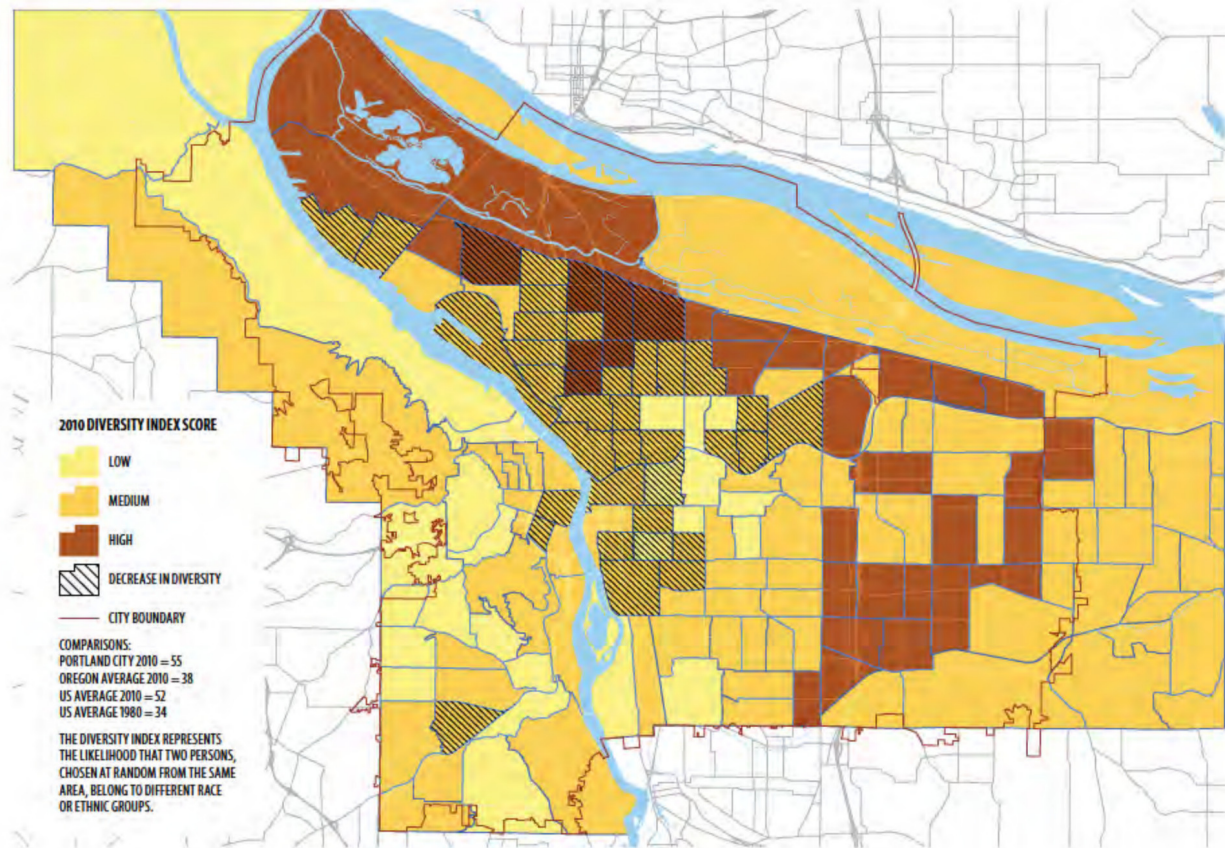 2010 DIVERSITY INDEX SCORE
LOW
MEDIUM
HIGH
DECREASE IN DIVERSITY
CITY BOUNDARY
COMPARISONS:
PORTLAND CITY 2010 = 55
OREGON AVERAGE 2010 = 38
US AVERAGE 2010 = 52
US AVERAGE 1980 = 34
THE DIVERSITY INDEX REPRESENTS
THE LIKELIHOOD THAT TWO PERSONS,
CHOSEN AT RANDOM FROM THE SAME
AREA, BELONG TO DIFFERENT RACE
OR ETHNIC GROUPS.